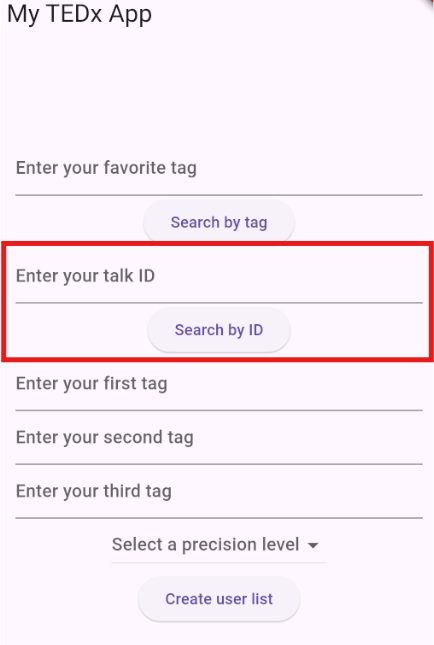 My TEDx App
Enter your favorite tag
Search by tag
Enter your talk ID
Search by ID
Enter your first tag
Enter your second tag
Enter your third tag
Select a precision level
Create user list